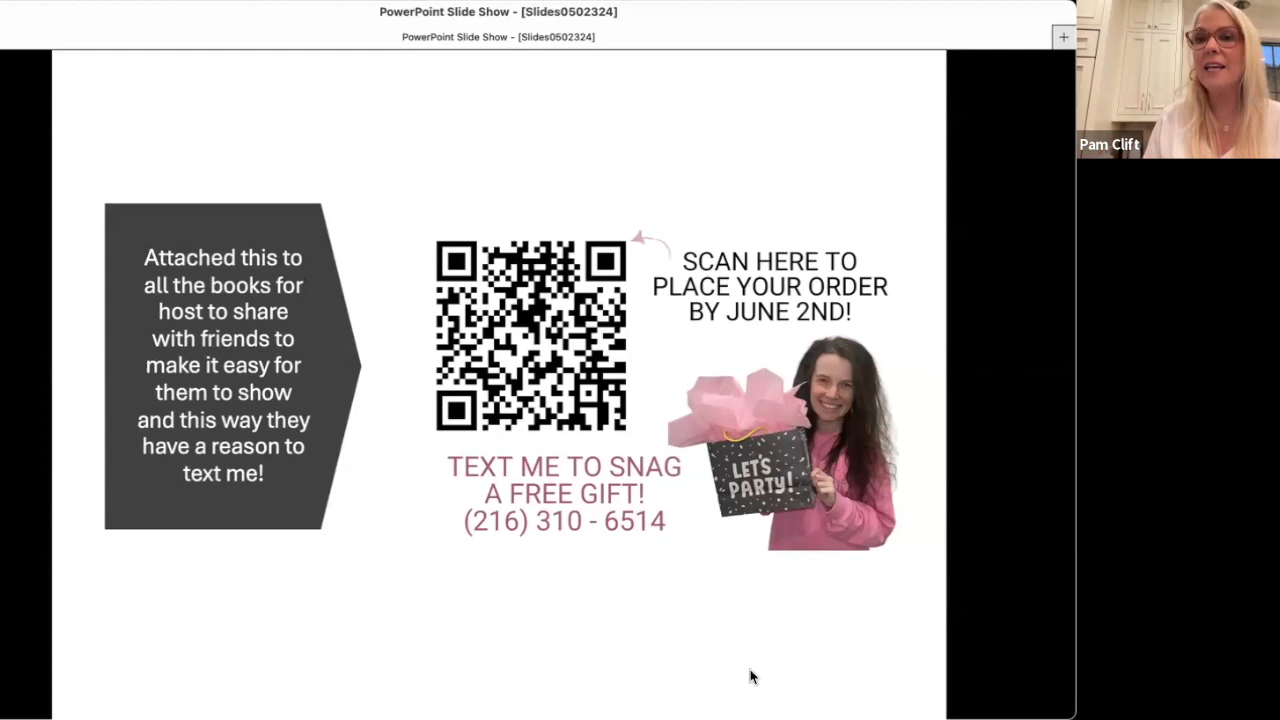 PowerPoint Slide Show - [Slides0502324]
PowerPoint Slide Show - [Slides0502324]
+
Pam Clift
Attached this to
all the books for
host to share
with friends to
make it easy for
them to show
and this way they
have a reason to
text me!
SCAN HERE TO
PLACE YOUR ORDER
BY JUNE 2ND!
LET'S
PARTY!
TEXT ME TO SNAG
A FREE GIFT!
(216) 310 - 6514